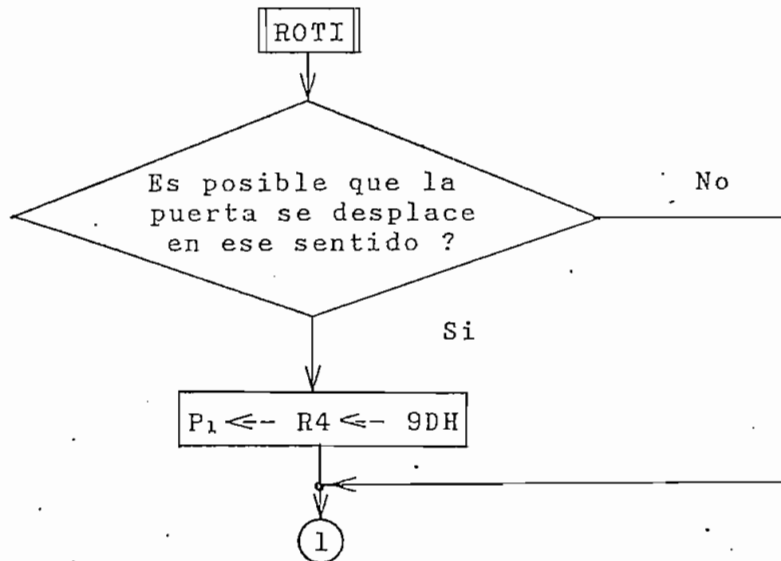 ROTI
Es posible que la
puerta se desplace
en ese sentido ?
No
Si
P1 <-- R4 <-- 9DH
1